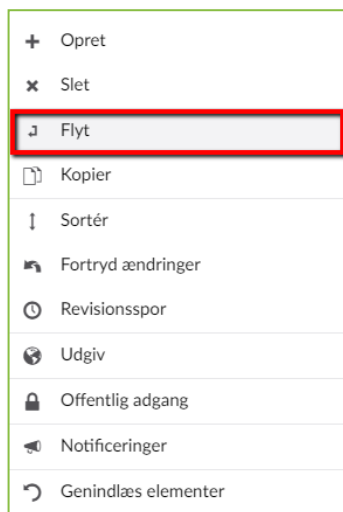 Opret
Slet
Flyt
Kopier
Sortér
Fortryd ændringer
Revisionsspor
Udgiv
Offentlig adgang
Notificeringer
Genindlæs elementer